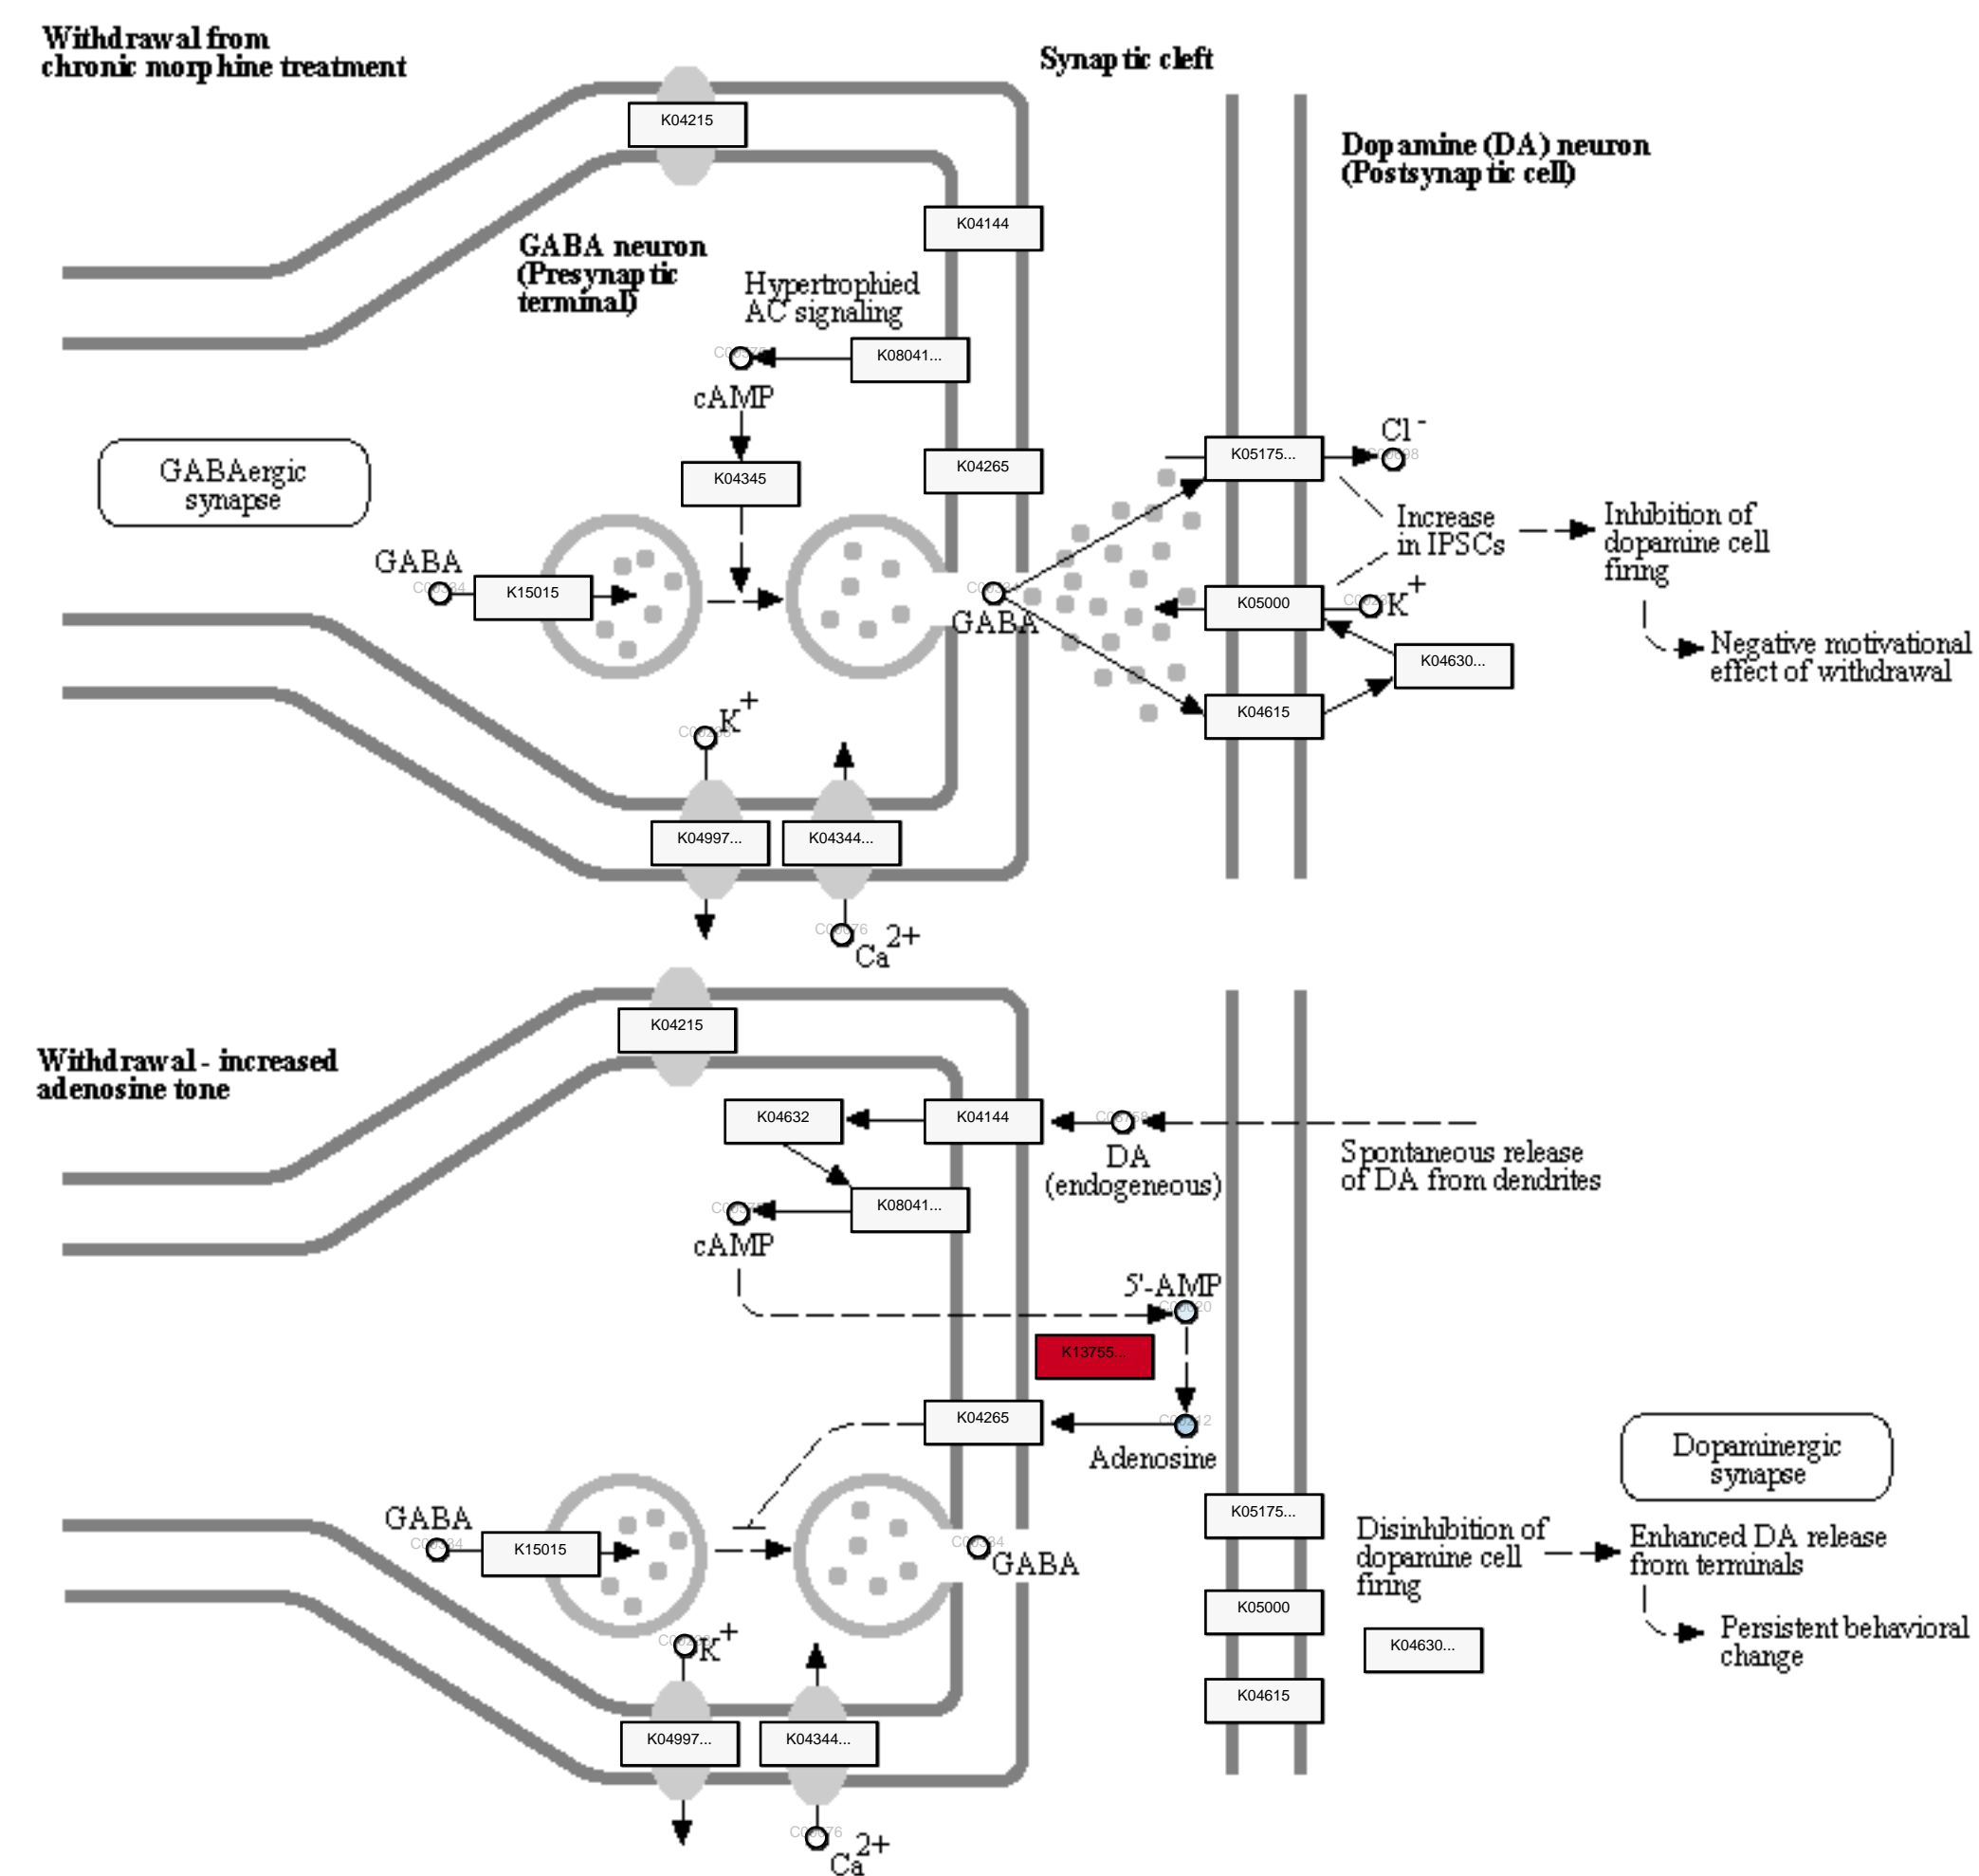 Withdrawal from
chronic morphine treatment
Synaptic cleft
K04215
Dopamine (DA) neuron
(Postsynaptic cell)
K04144
GABA neuron
(Presynaptic
terminal)
Hypertrophied
AC signaling
K08041...
cAMP
Cl -
K05175...
GABAergic
synapse
K04345
K04265
Increase
in IPSCs
Inhibition of
dopamine cell
firing
GABA
K15015
GABA
K05000
K+
K04630...
Negative motivational
effect of withdrawal
K04615
K+
K04997...
K04344...
Ca2+
K04215
Withdrawal - increased
adenosine tone
K04632
K04144
DA
(endogeneous)
Spontaneous release
of DA from dendrites
K08041...
cAMP
5'-AMP
K13755...
K04265
Adenosine
Dopaminergic
synapse
GABA
K15015
GABA
K05175...
Disinhibition of
dopamine cell
firing
Enhanced DA release
from terminals
K05000
K04630...
Persistent behavioral
change
K04615
K+
K04997...
K04344...
Ca2+